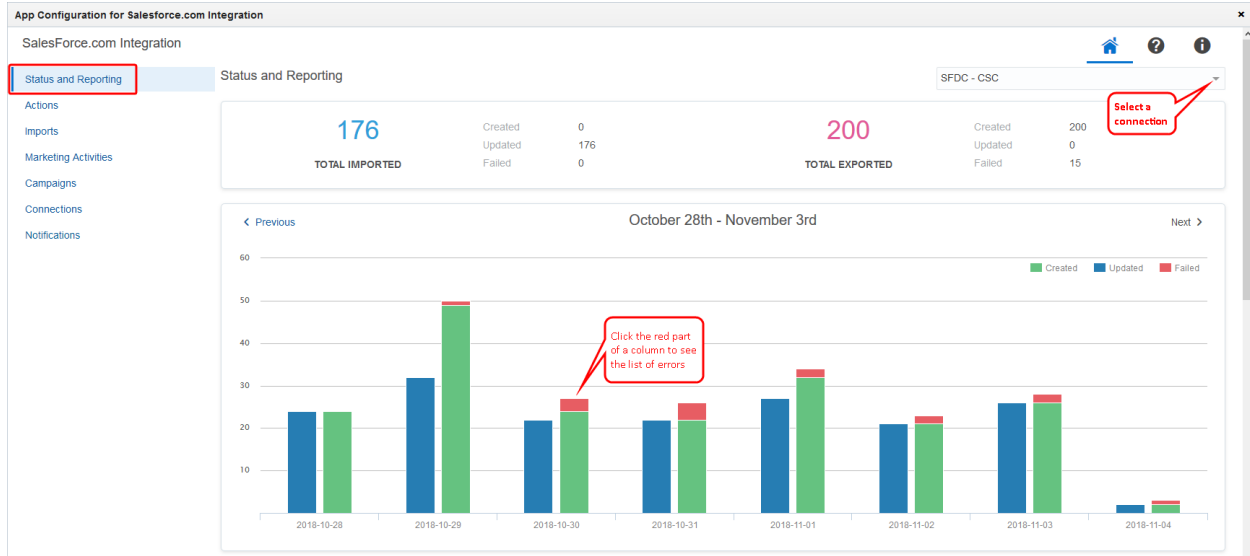 App Configuration for Salesforce.com Integration
×
SalesForce.com Integration
Status and Reporting
Actions
Imports
Marketing Activities
Campaigns
Connections
Notifications
Status and Reporting
SFDC - CSC
Select a
connection
176
TOTAL IMPORTED
Created 0
Updated 176
Failed 0
200
TOTAL EXPORTED
Created 200
Updated 0
Failed 15
Previous
October 28th - November 3rd
Next
Created Updated Failed
60
50
40
30
20
10
Click the red part
of a column to see
the list of errors
2018-10-28 2018-10-29 2018-10-30 2018-10-31 2018-11-01 2018-11-02 2018-11-03 2018-11-04